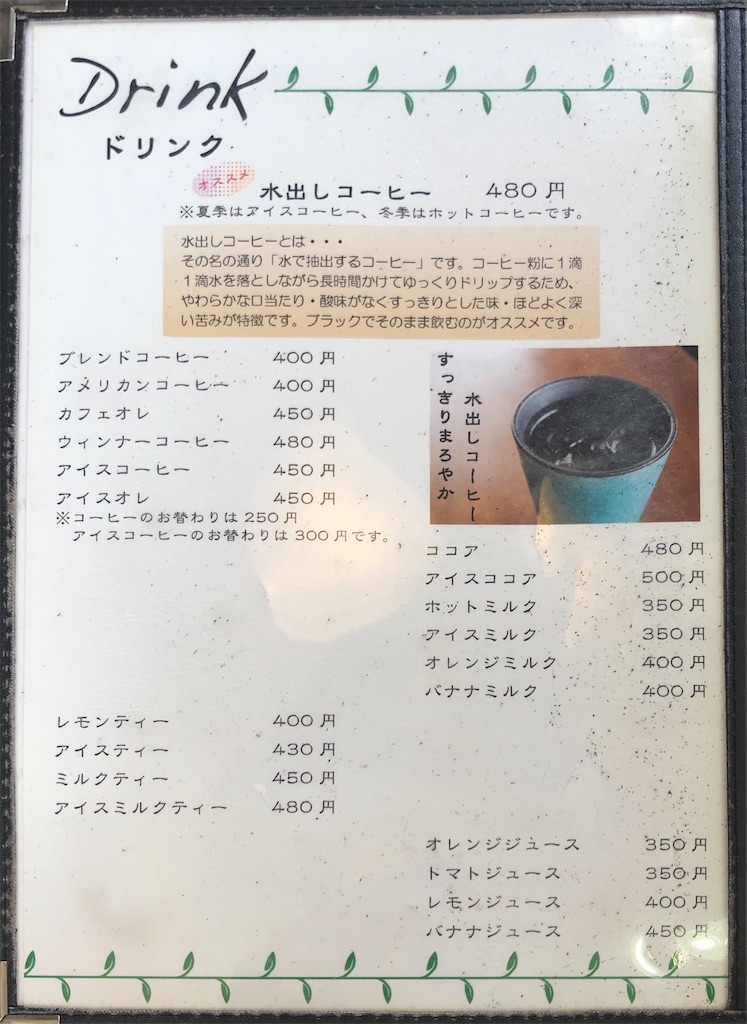 Drink
ドリンク
オススメ
水出しコーヒー 480円
※夏季はアイスコーヒー、冬季はホットコーヒーです。
水出しコーヒーとは・・・
その名の通り「水で抽出するコーヒー」です。コーヒー粉に1滴
1滴水を落としながら長時間かけてゆっくりドリップするため、
やわらかな口当たり・酸味がなくすっきりとした味・ほどよく深
い苦みが特徴です。ブラックでそのまま飲むのがオススメです。
ブレンドコーヒー 400円
アメリカンコーヒー 400円
カフェオレ 450円
ウィンナーコーヒー 480円
アイスコーヒー 450円
アイスオレ 450円
※コーヒーのお替わりは250円
アイスコーヒーのお替わりは300円です。
水出しコーヒー
すっきりまろやか
ココア 480円
アイスココア 500円
ホットミルク 350円
アイスミルク 350円
オレンジミルク 400円
バナナミルク 400円
レモンティー 400円
アイスティー 430円
ミルクティー 450円
アイスミルクティー 480円
オレンジジュース 350円
トマトジュース 350円
レモンジュース 400円
バナナジュース 450円